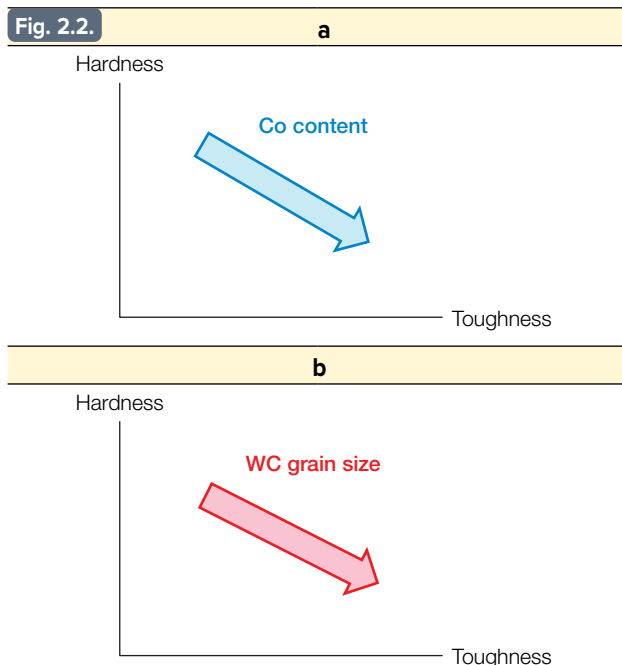 Fig. 2.2.
a
Hardness
Co content
Toughness
b
Hardness
WC grain size
Toughness